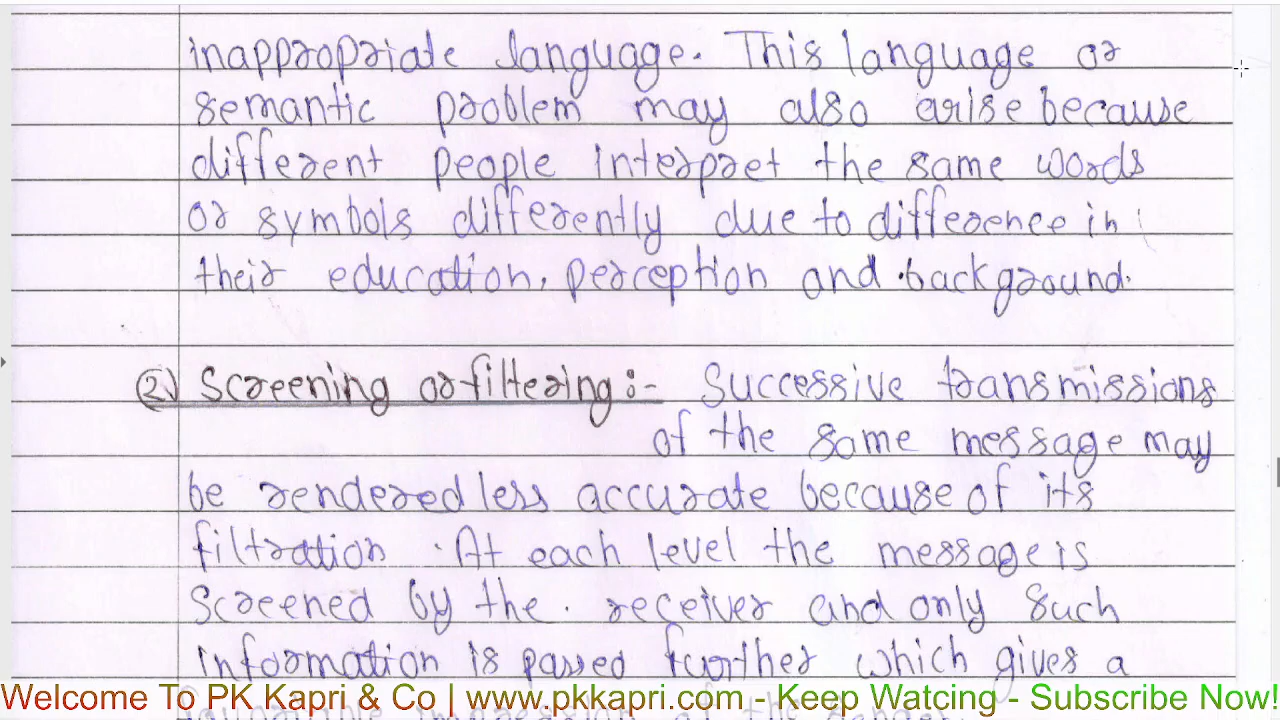 inappropriate language. This language or
semantic problem may also arise because
different people interpret the same words
or symbols differently due to difference in
their education, perception and background.
② Screening or filtering :- Successive transmissions
of the same message may
be rendered less accurate because of its
filtration. At each level the message is
screened by the receiver and only such
information is passed further which gives a
Welcome To PK Kapri & Co | www.pkkapri.com - Keep Watcing - Subscribe Now!
of the sender.